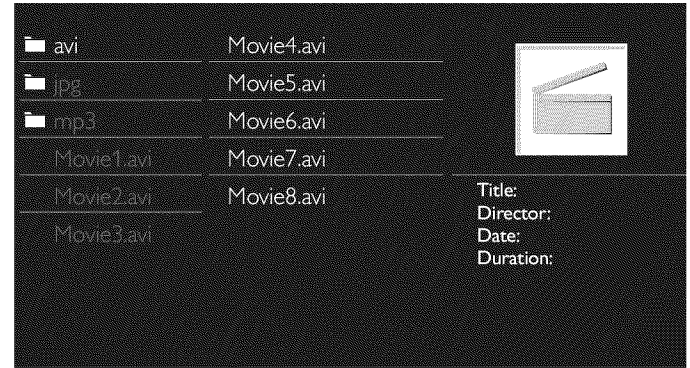 avi
jpg
mp3
Movie1.avi
Movie2.avi
Movie3.avi
Movie4.avi
Movie5.avi
Movie6.avi
Movie7.avi
Movie8.avi
Title:
Director:
Date:
Duration: